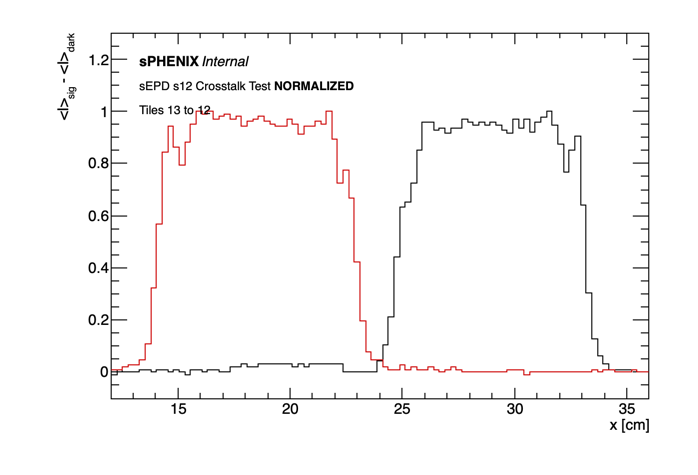 <I>sig - <I>dark
sPHENIX Internal
sEPD s12 Crosstalk Test NORMALIZED
Tiles 13 to 12
1.2
1
0.8
0.6
0.4
0.2
0
15 20 25 30 35
x [cm]